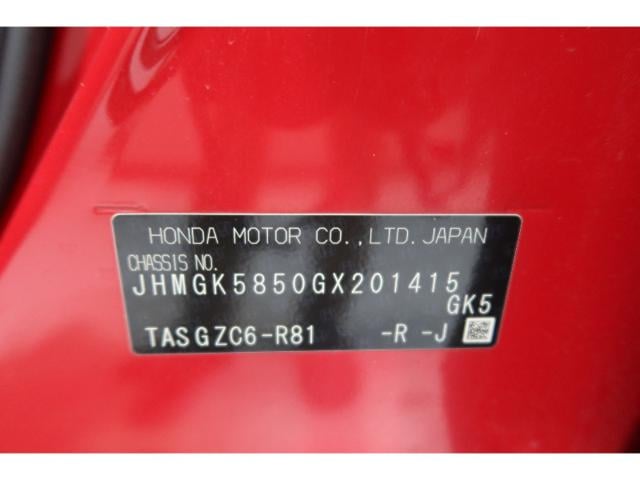 HONDA MOTOR CO.,LTD.JAPAN
CHASSIS NO.
JHMGK5850GX201415
GK5
TASGZC6-R81 -R -J